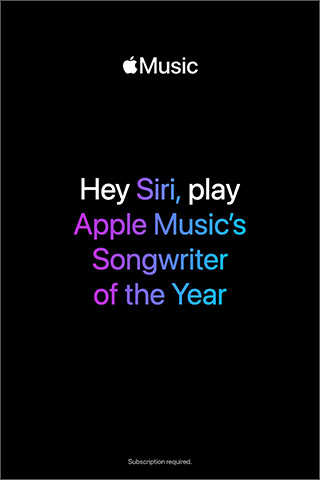 Music
Hey Siri, play
Apple Music's
Songwriter
of the Year
Subscription required.